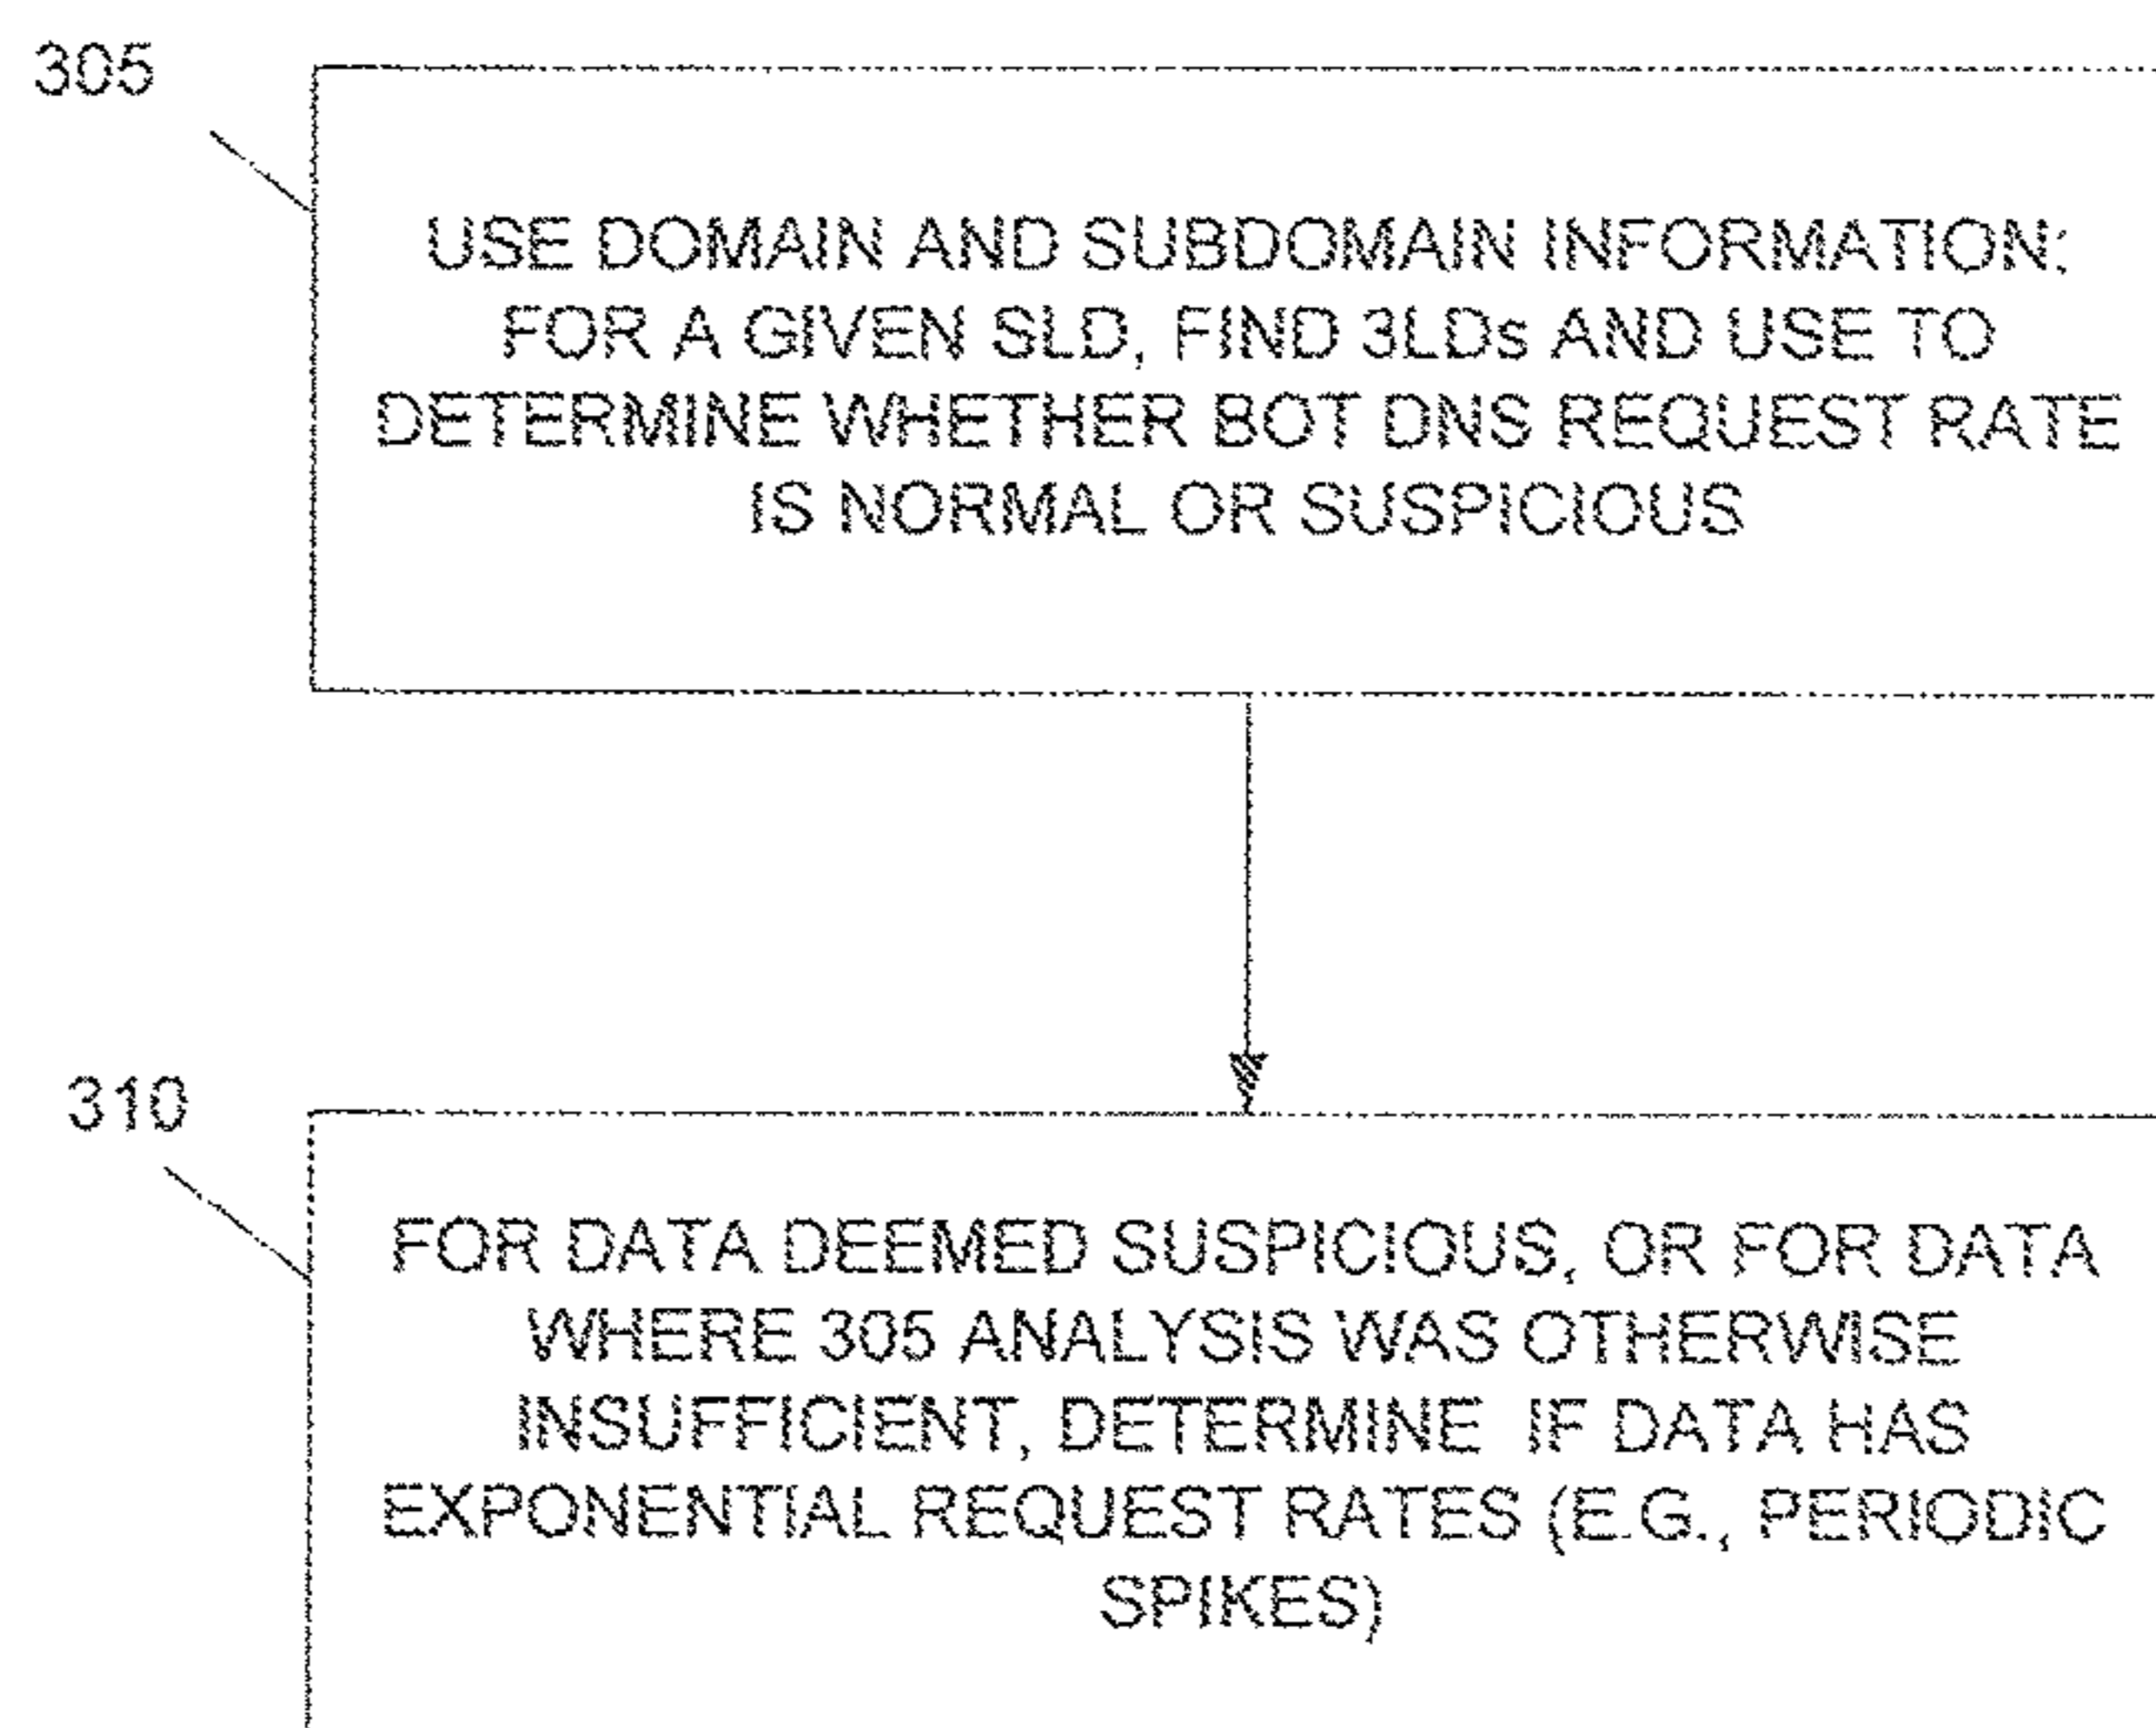 305
USE DOMAIN AND SUBDOMAIN INFORMATION:
FOR A GIVEN SLD, FIND 3LDs AND USE TO
DETERMINE WHETHER BOT DNS REQUEST RATE
IS NORMAL OR SUSPICIOUS
310
FOR DATA DEEMED SUSPICIOUS, OR FOR DATA
WHERE 305 ANALYSIS WAS OTHERWISE
INSUFFICIENT, DETERMINE IF DATA HAS
EXPONENTIAL REQUEST RATES (E.G., PERIODIC
SPIKES)